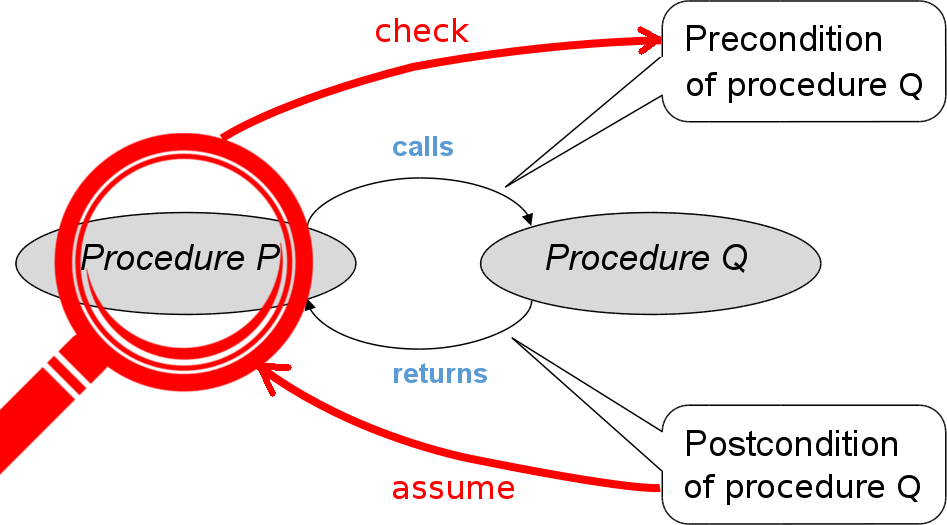 check
Precondition
of procedure Q
calls
Procedure P
Procedure Q
returns
Postcondition
of procedure Q
assume